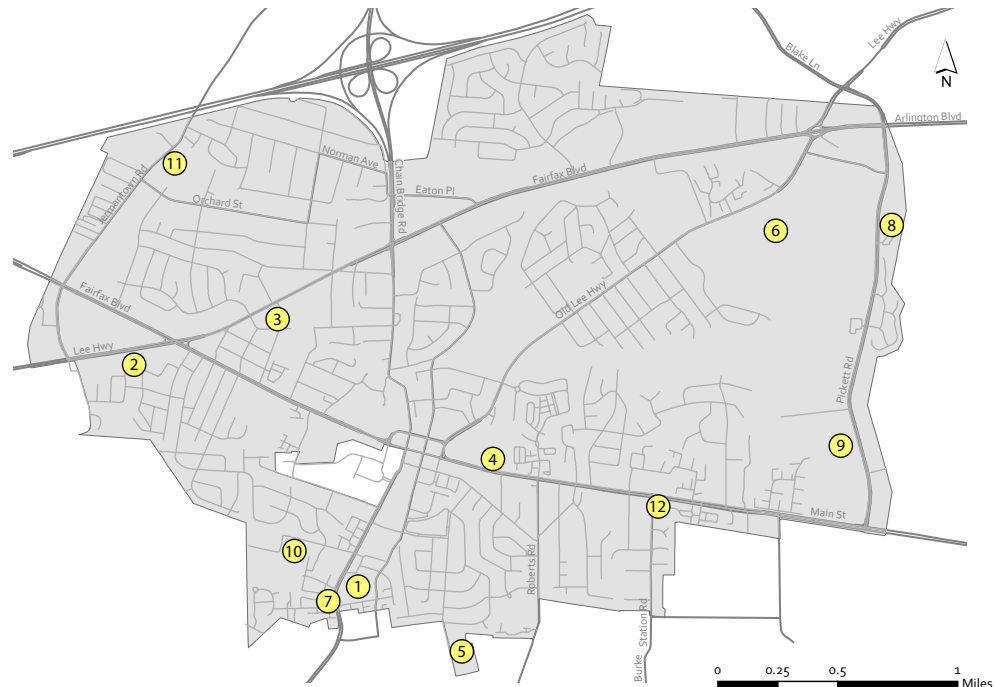 Lee Hwy
Blake Ln
N
Arlington Blvd
11
Norman Ave
Fairfax Blvd
Jermantown Rd
Chain Bridge Rd
Eaton Pl
Orchard St
6
8
Fairfax Blvd
Old Lee Hwy
3
Lee Hwy
2
Pickett Rd
9
4
12
Main St
10
Roberts Rd
1
7
Burke Station Rd
5
0 0.25 0.5 1
Miles